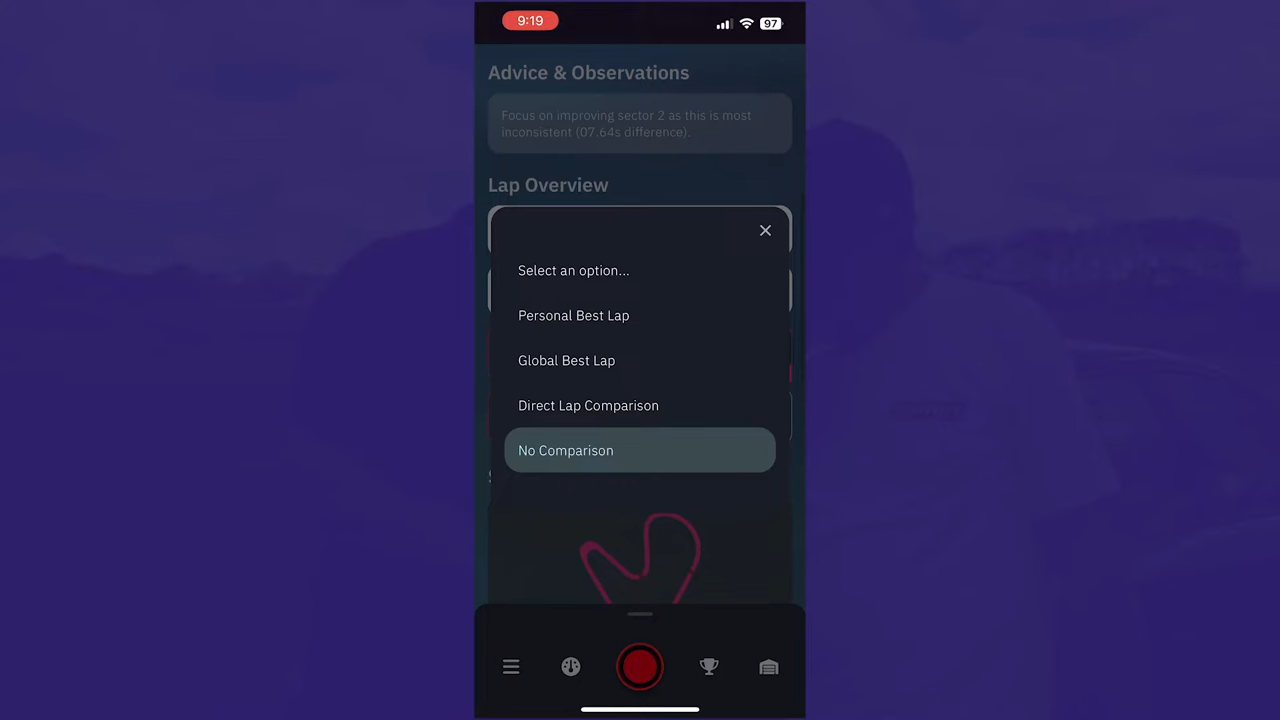 9:19
97
Advice & Observations
Focus on improving sector 2 as this is most
inconsistent (07.64s difference).
Lap Overview
Select an option...
Personal Best Lap
Global Best Lap
Direct Lap Comparison
No Comparison